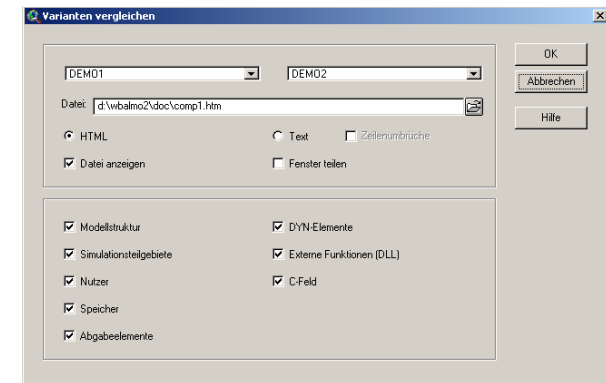 Varianten vergleichen
DEMO1 DEMO2 OK
Abbrechen
Datei: d:\wbalmo2\doc\comp1.htm
Hilfe
HTML Text Zeilenumbrüche
Datei anzeigen Fenster teilen
Modellstruktur DYN-Elemente
Simulationsteilgebiete Externe Funktionen (DLL)
Nutzer C-Feld
Speicher
Abgabeelemente